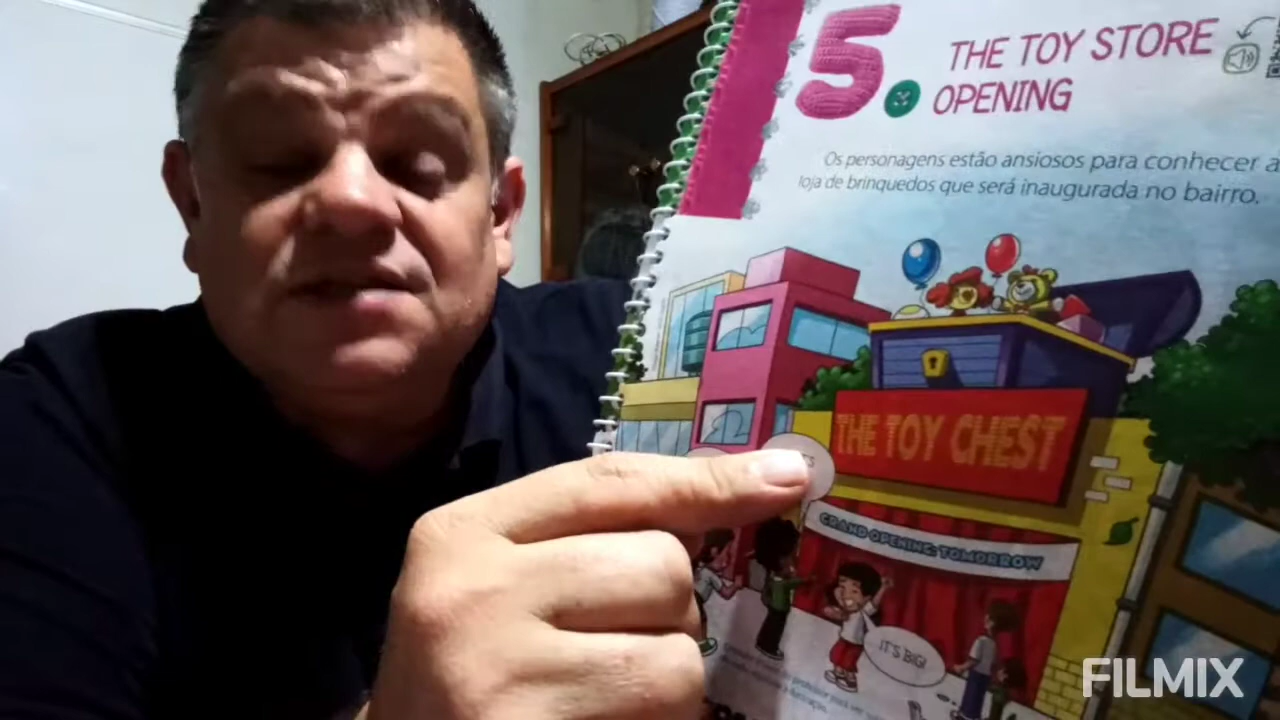 5. THE TOY STORE
OPENING
Os personagens estão ansiosos para conhecer a
loja de brinquedos que será inaugurada no bairro.
THE TOY CHEST
GRAND OPENING: TOMORROW
IT'S BIG!
FILMIX